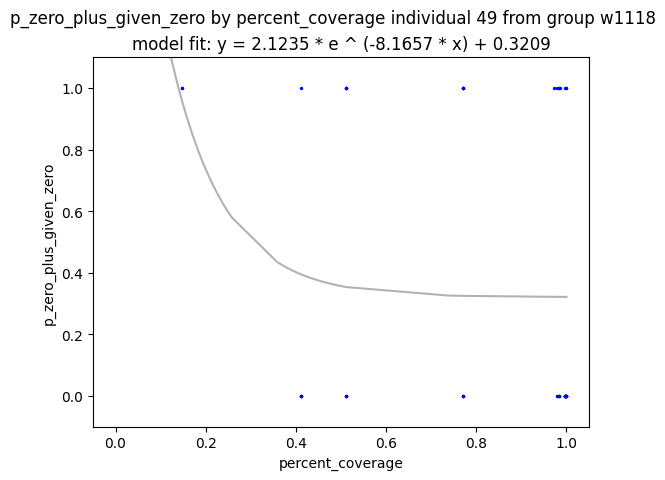 p_zero_plus_given_zero by percent_coverage individual 49 from group w1118
model fit: y = 2.1235 * e ^ (-8.1657 * x) + 0.3209
1.0
0.8
0.6
0.4
0.2
0.0
p_zero_plus_given_zero
0.0 0.2 0.4 0.6 0.8 1.0
percent_coverage